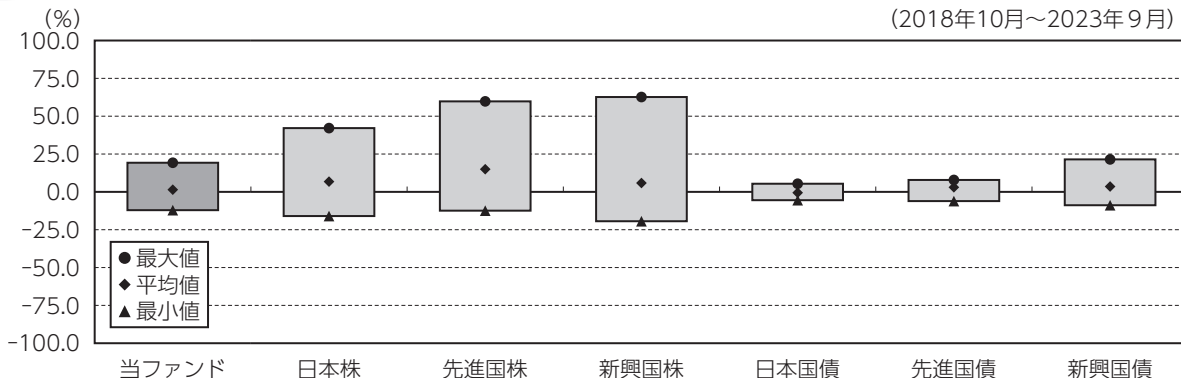 (%)
(2018年10月～2023年９月)
100.0
75.0
50.0
25.0
0.0
-25.0
-50.0
-75.0
-100.0
●最大値
◆平均値
▲最小値
当ファンド 日本株 先進国株 新興国株 日本国債 先進国債 新興国債